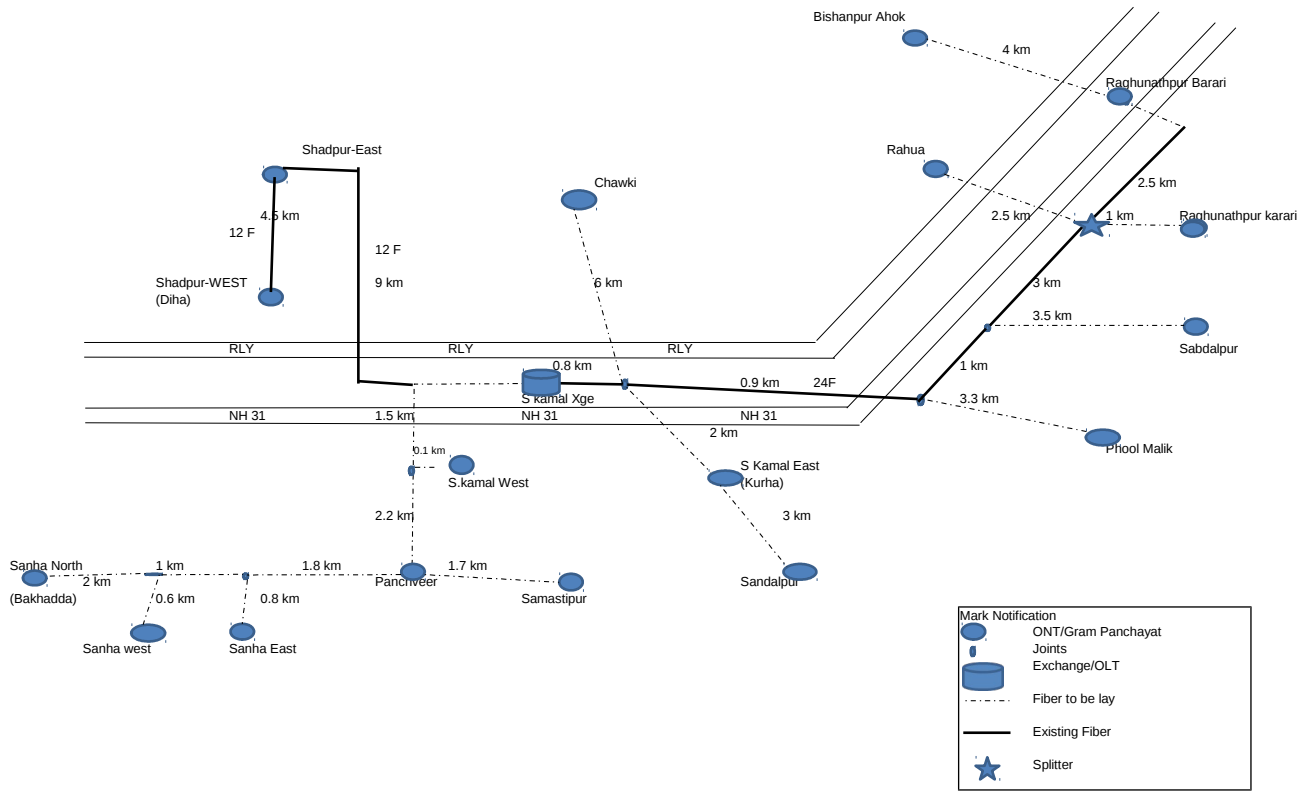 Bishanpur Ahok
4 km
Raghunathpur Barari
Shadpur-East
Rahua
Chawki
2.5 km
4.5 km
2.5 km
1 km
Raghunathpur karari
12 F
12 F
Shadpur-WEST
(Diha)
9 km
6 km
3 km
3.5 km
RLY
RLY
RLY
Sabdalpur
0.8 km
1 km
0.9 km
24F
S kamal Xge
3.3 km
NH 31
1.5km
NH 31
NH 31
2 km
0.1 km
Phool Malik
S.kamal West
S Kamal East
(Kurha)
2.2 km
3 km
Sanha North
1 km
1.8 km
1.7 km
2 km
Panchveer
Sandalpur
(Bakhadda)
0.6 km
0.8 km
Samastipur
Sanha west
Sanha East
Mark Notification
ONT/Gram Panchayat
Joints
Exchange/OLT
Fiber to be lay
Existing Fiber
Splitter